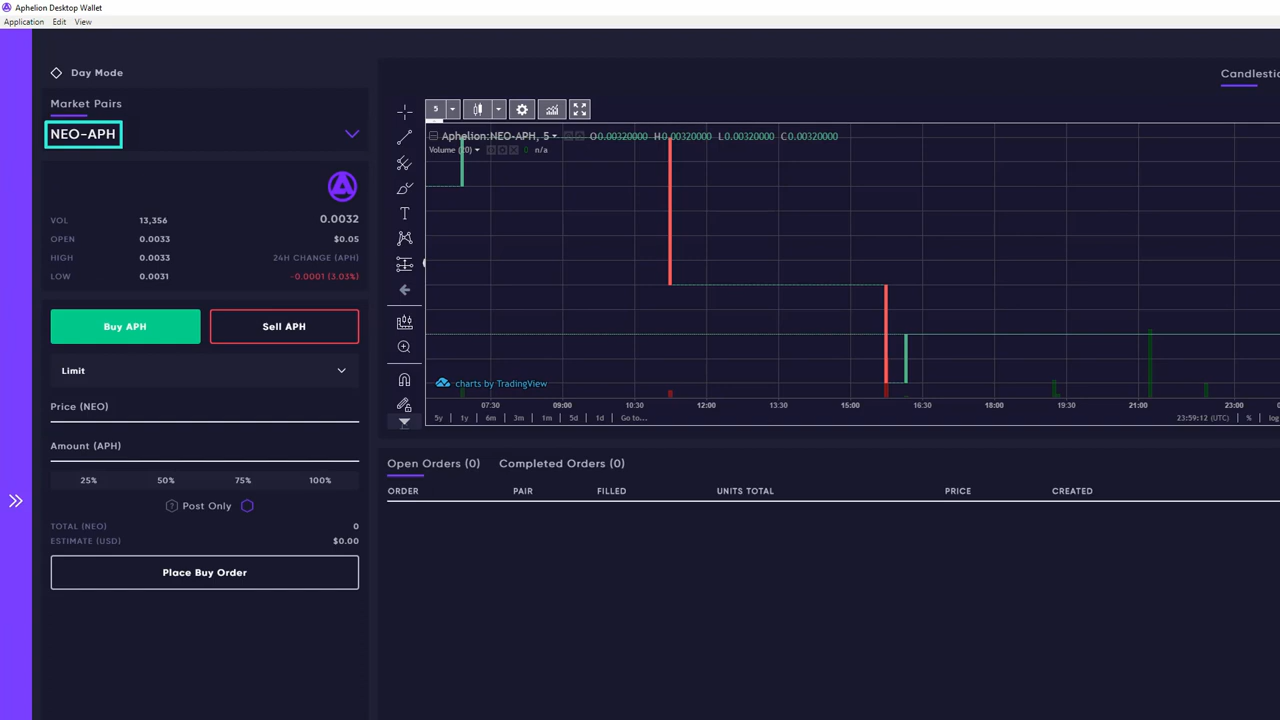 Aphelion Desktop Wallet
Application Edit View
Day Mode
Market Pairs
NEO-APH
VOL 13,356 0.0032
OPEN 0.0033 $0.05
HIGH 0.0033 24H CHANGE (APH)
LOW 0.0031 -0.0001 (3.03%)
Buy APH Sell APH
Limit
Price (NEO)
Amount (APH)
25% 50% 75% 100%
? Post Only
TOTAL (NEO) 0
ESTIMATE (USD) $0.00
Place Buy Order
Candlestic
5
Aphelion:NEO-APH, 5 O0.00320000 H0.00320000 L0.00320000 C0.00320000
Volume (20) 0 n/a
charts by TradingView
07:30 09:00 10:30 12:00 13:30 15:00 16:30 18:00 19:30 21:00 23:00
5y 1y 6m 3m 1m 5d 1d Go to... 23:59:12 (UTC) % log
Open Orders (0) Completed Orders (0)
ORDER PAIR FILLED UNITS TOTAL PRICE CREATED